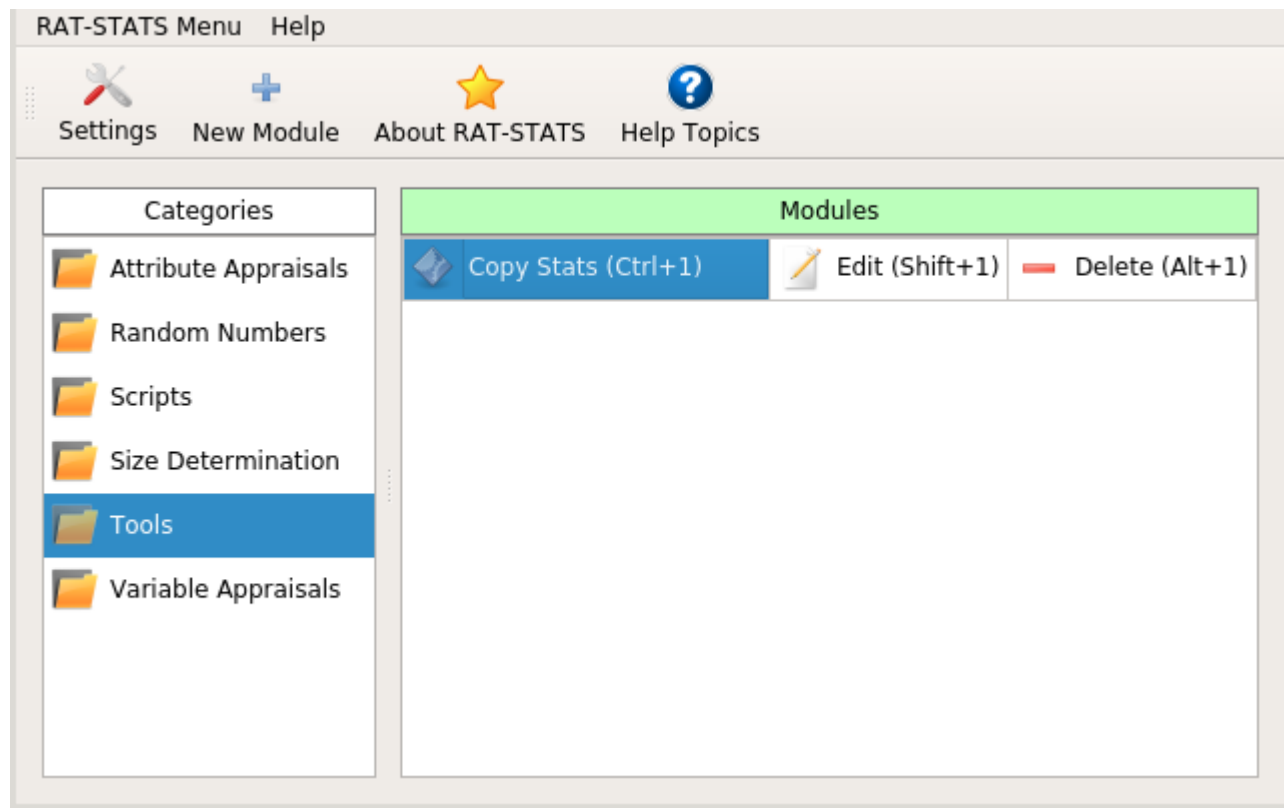 RAT-STATS Menu Help
Settings New Module About RAT-STATS Help Topics
Categories
Attribute Appraisals
Random Numbers
Scripts
Size Determination
Tools
Variable Appraisals
Modules
Copy Stats (Ctrl+1) Edit (Shift+1) Delete (Alt+1)